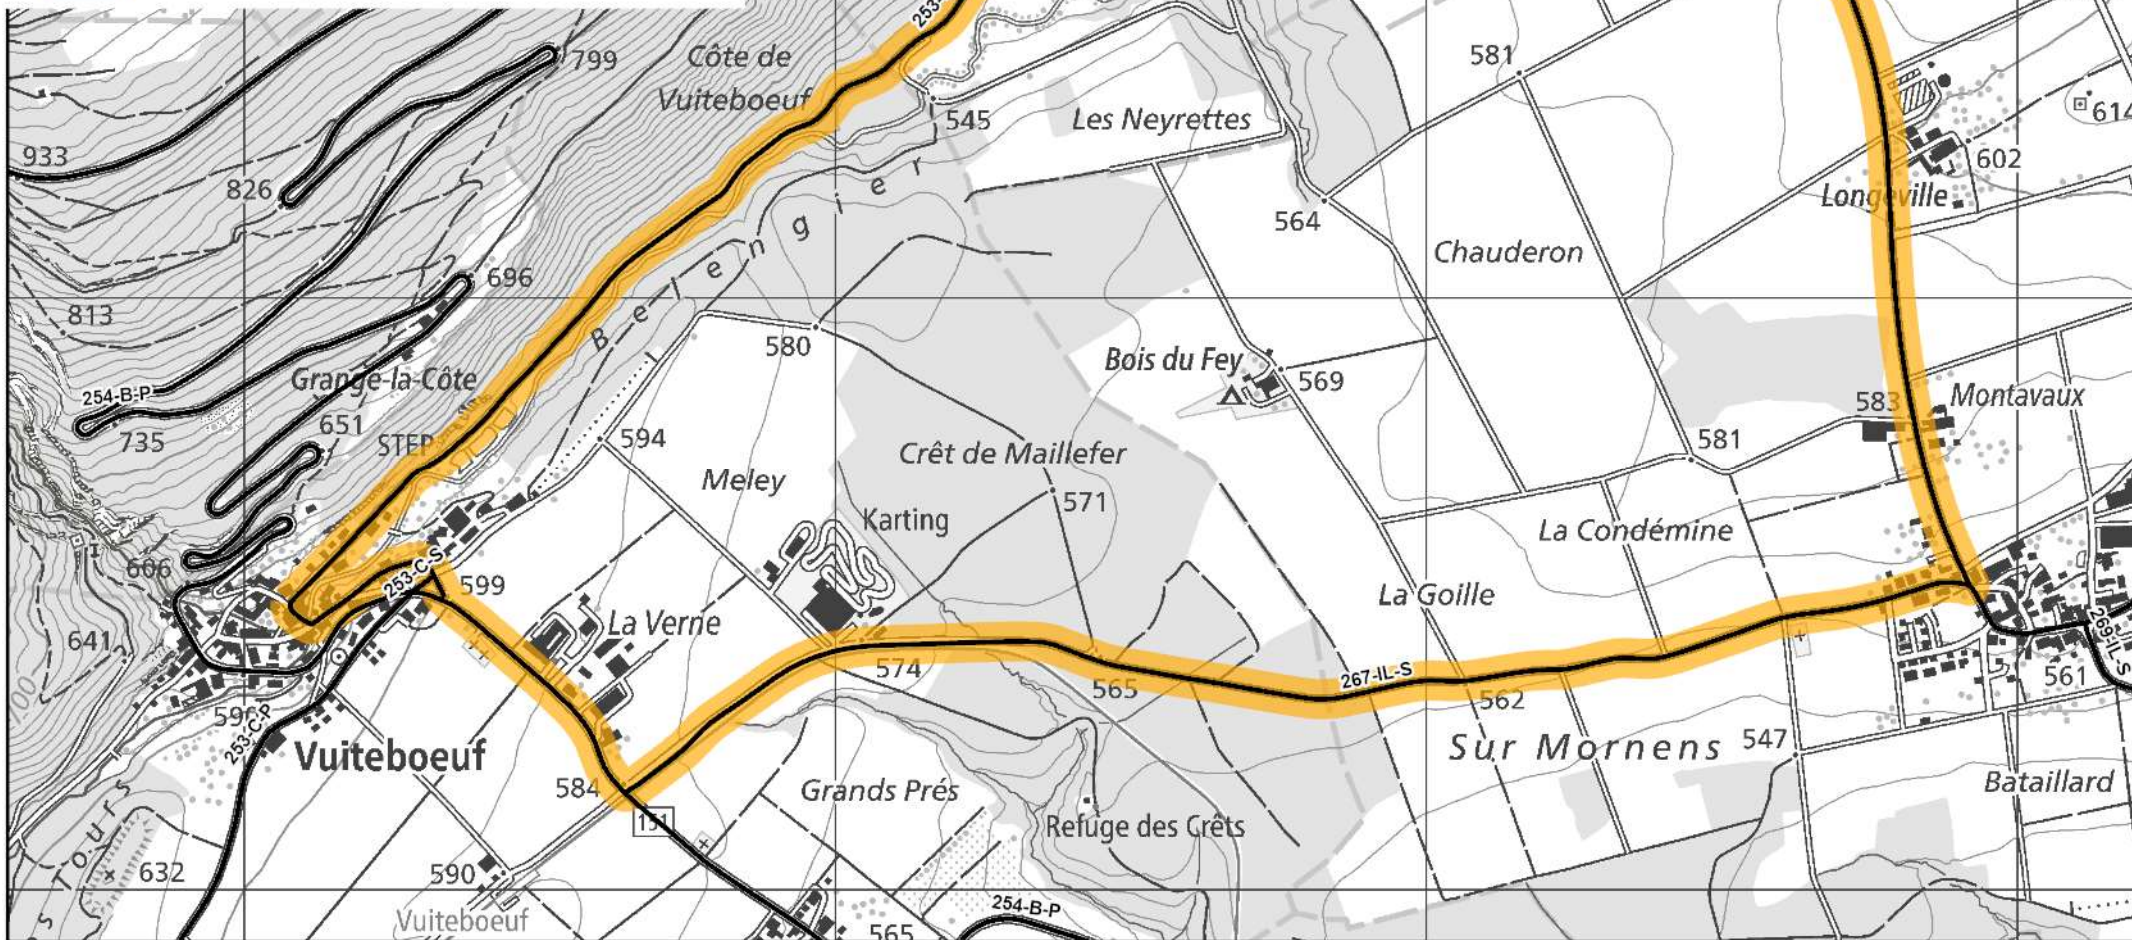 253-
799
Côte de
Vuiteboeuf
581
545
Les Neyrettes
614
933
826
602
Longeville
564
Chauderon
Belengier
696
813
580
Bois du Fey
569
254-B-P
Grange-la-Côte
583
Montavaux
735
651
STEP
594
581
Crêt de Maillefer
Meley
571
Karting
La Condémine
606
253-C-S
599
La Goille
La Verne
641
269-IL-S
574
565
267-IL-S
562
561
253-C-P
Vuiteboeuf
584
Sur Mornens
547
Grands Prés
Bataillard
151
Refuge des Crêts
s Tours
632
590
Vuiteboeuf
254-B-P
565